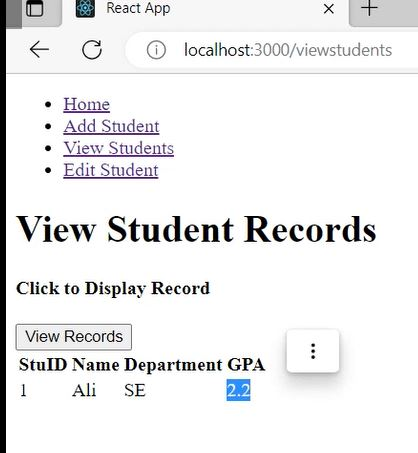 React App
localhost:3000/viewstudents
Home
Add Student
View Students
Edit Student
View Student Records
Click to Display Record
View Records
StuID Name Department GPA
1 Ali SE 2.2